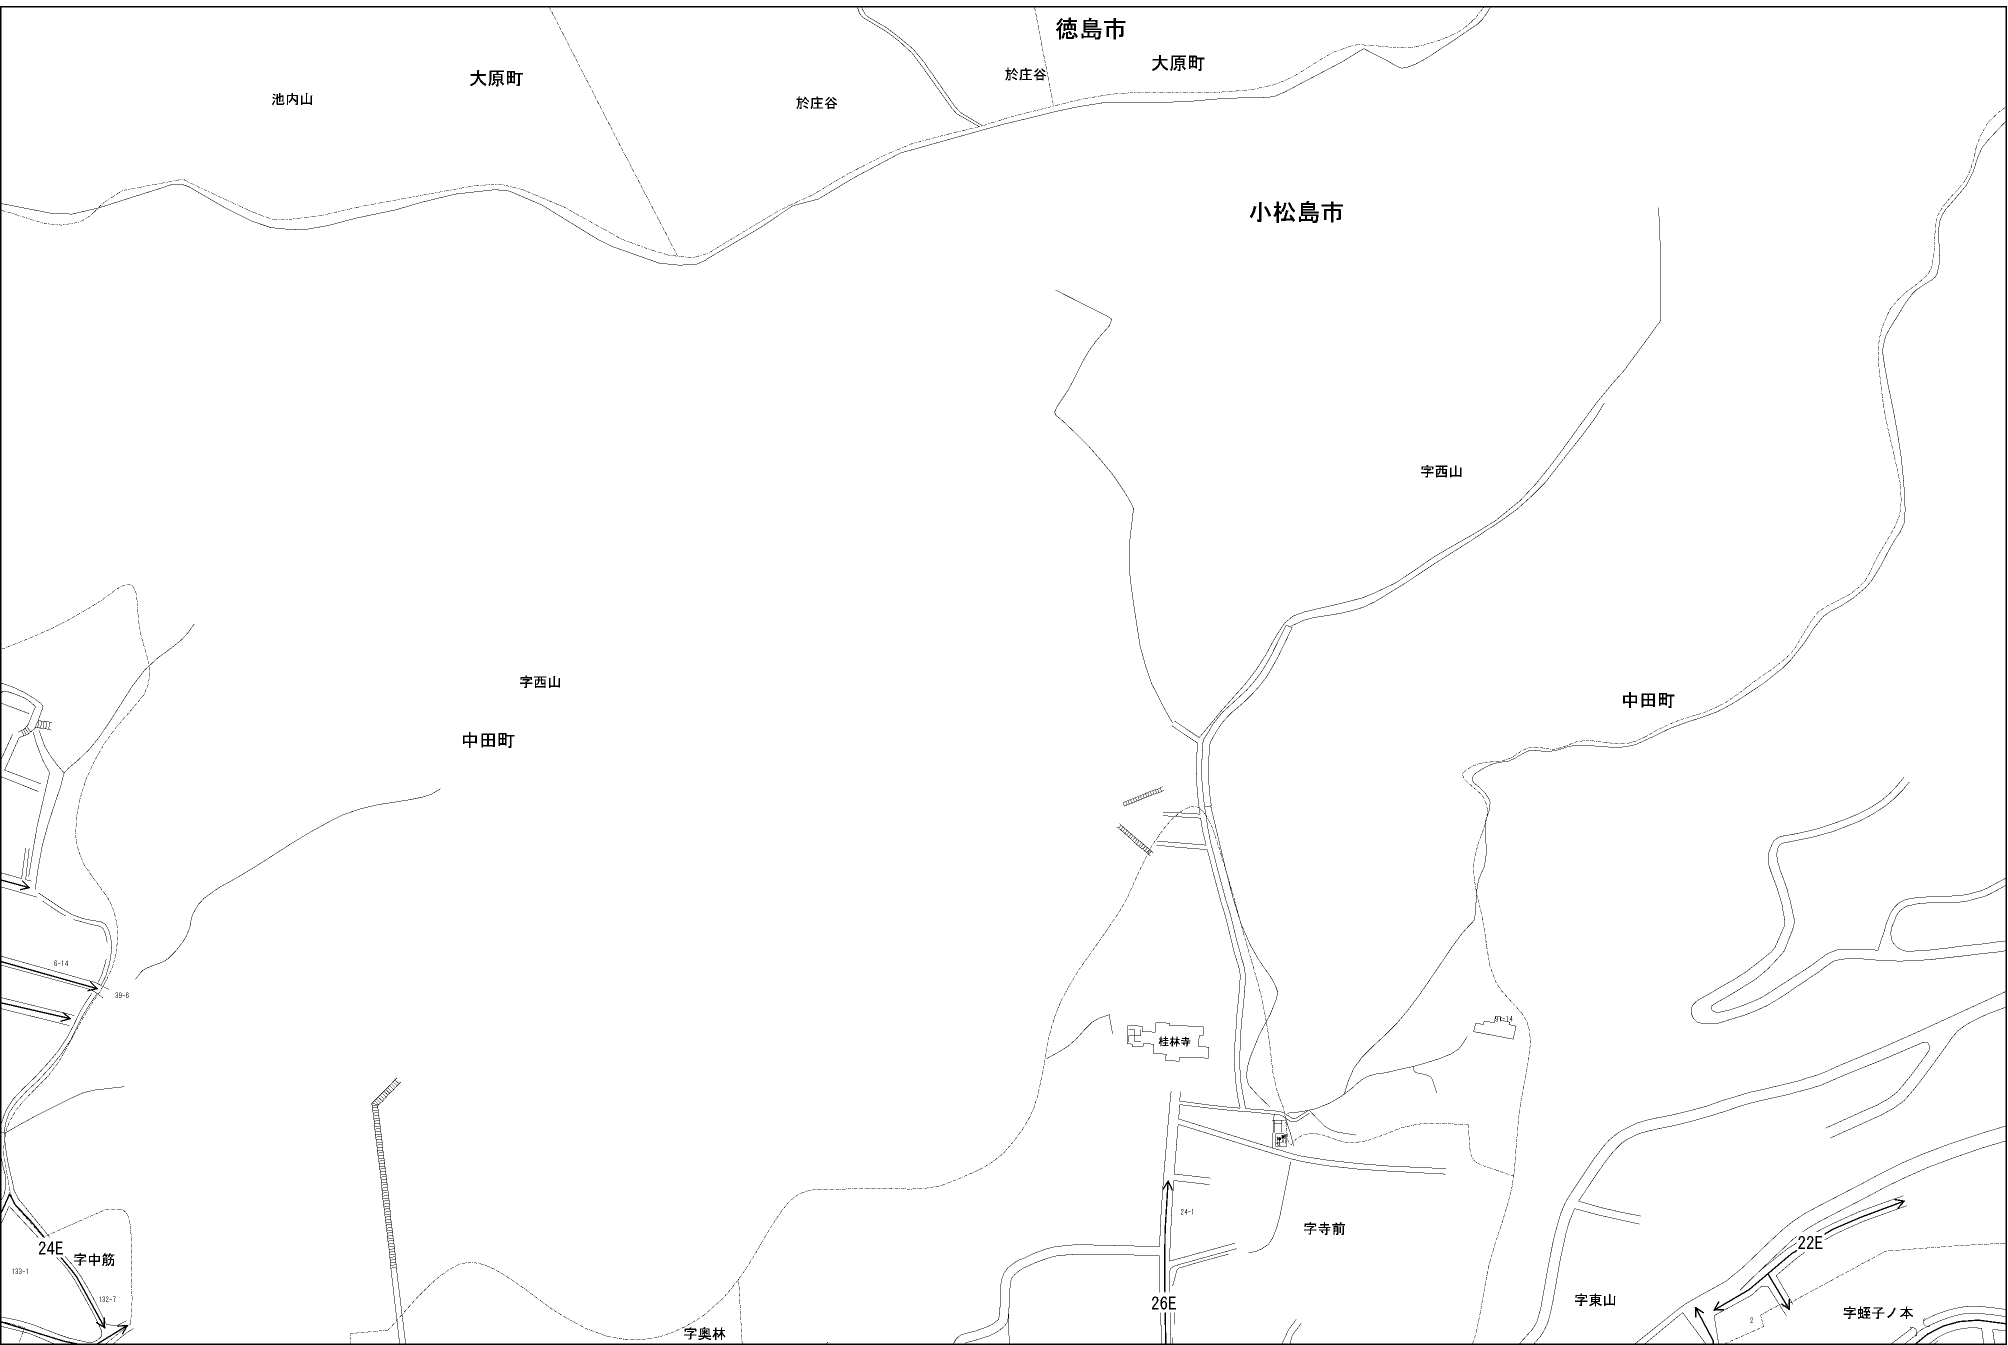 徳島市
大原町
大原町
於庄谷
池内山
於庄谷
小松島市
字西山
字西山
中田町
中田町
6-14
39-6
91-14
桂林寺
24-1
字寺前
22E
24E
字中筋
133-1
132-7
26E
字東山
字蛭子ノ本
2
字奥林